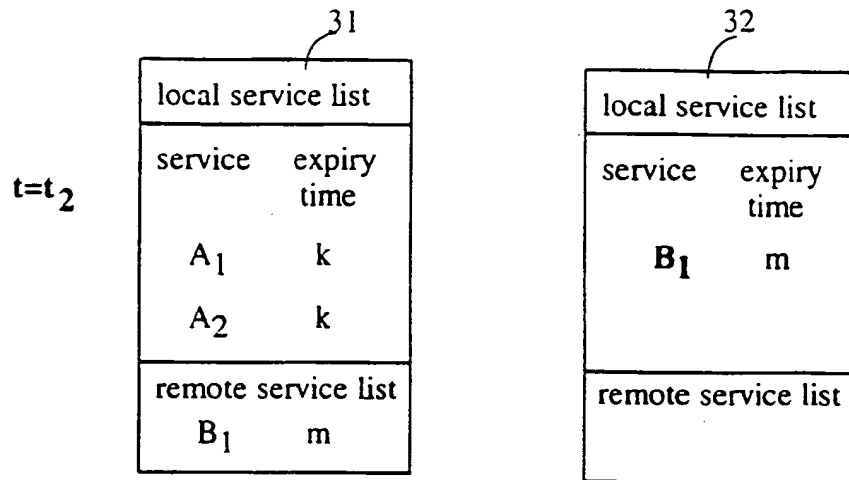 31
local service list
service expiry
time
A1 k
A2 k
remote service list
B1 m
t=t2
32
local service list
service expiry
time
B1 m
remote service list